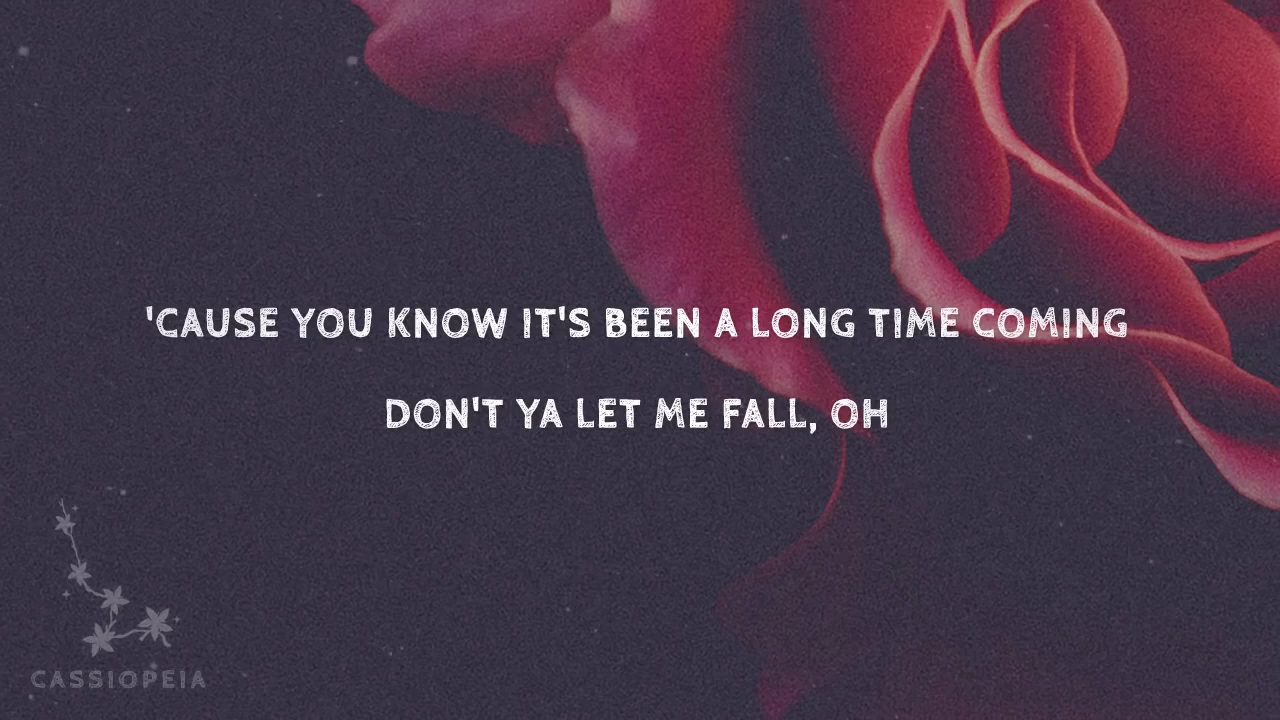 'CAUSE YOU KNOW IT'S BEEN A LONG TIME COMING
DON'T YA LET ME FALL, OH
CASSIOPEIA